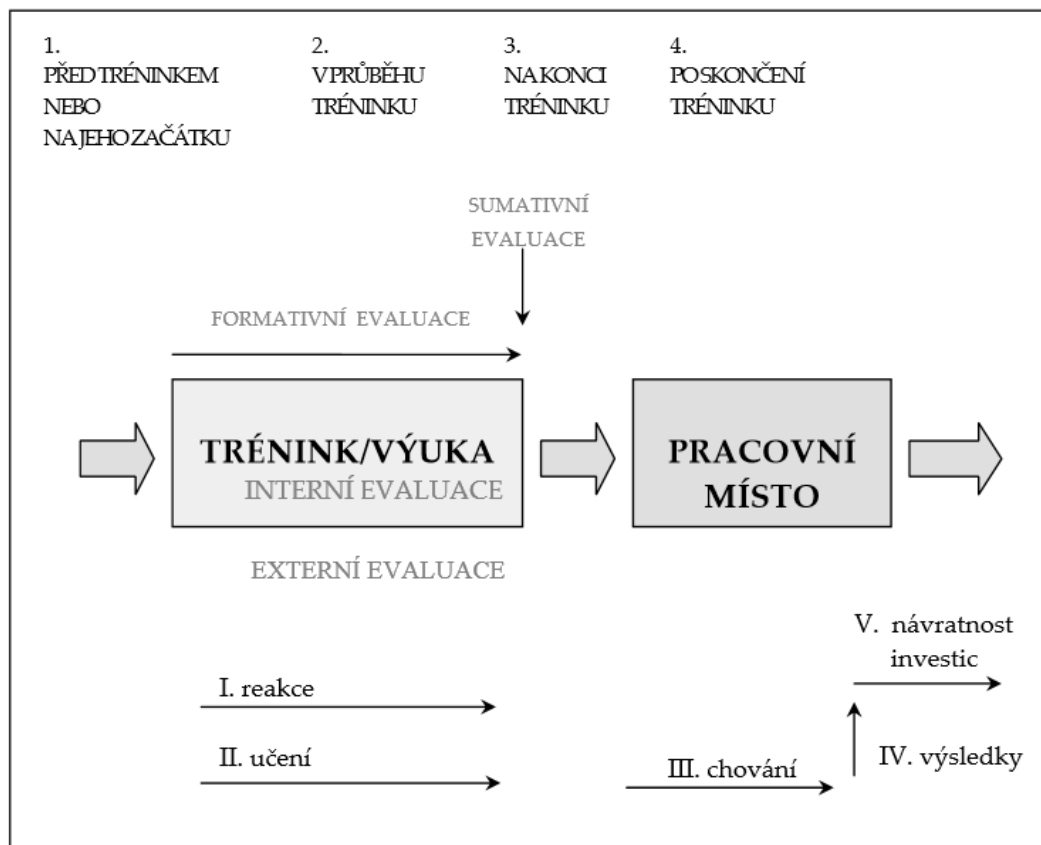 1.
PŘED TRÉNINKEM
NEBO
NA JEHO ZAČÁTKU
2.
V PRŮBĚHU
TRÉNINKU
3.
NA KONCI
TRÉNINKU
4.
PO SKONČENÍ
TRÉNINKU
SUMATIVNÍ
EVALUACE
FORMATIVNÍ EVALUACE
TRÉNINK/VÝUKA
INTERNÍ EVALUACE
PRACOVNÍ
MÍSTO
EXTERNÍ EVALUACE
V. návratnost
investic
I. reakce
II. učení
III. chování
IV. výsledky